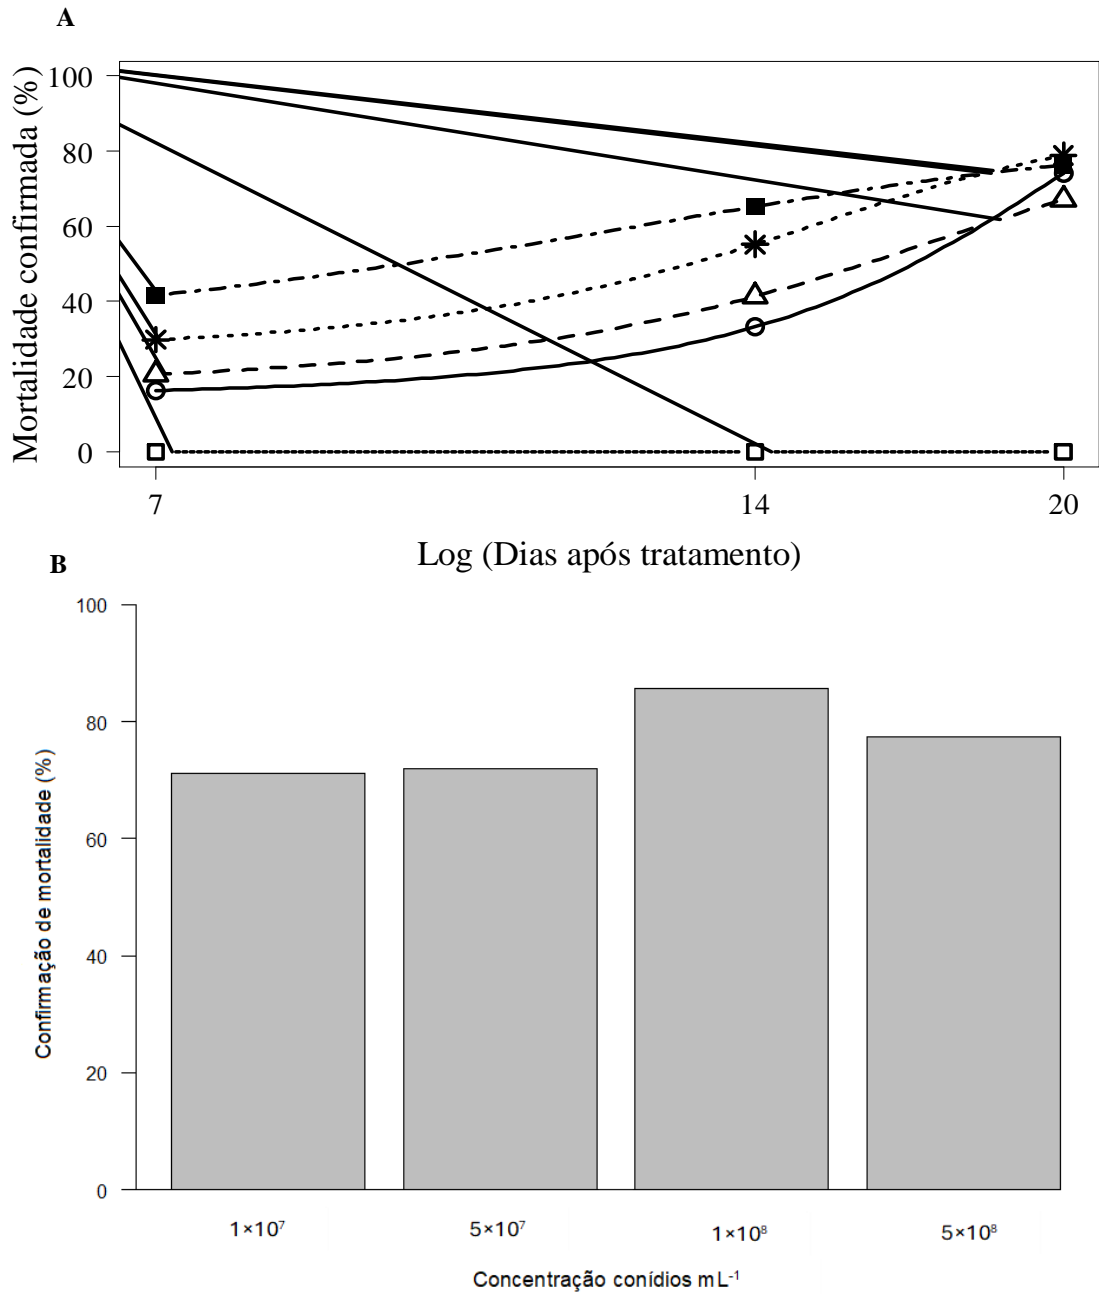 A
Mortalidade confirmada (%)
100
80
60
40
20
0
7 14 20
Log (Dias após tratamento)
B
Confirmação de mortalidade (%)
100
80
60
40
20
0
1×10⁷ 5×10⁷ 1×10⁸ 5×10⁸
Concentração conídios mL⁻¹